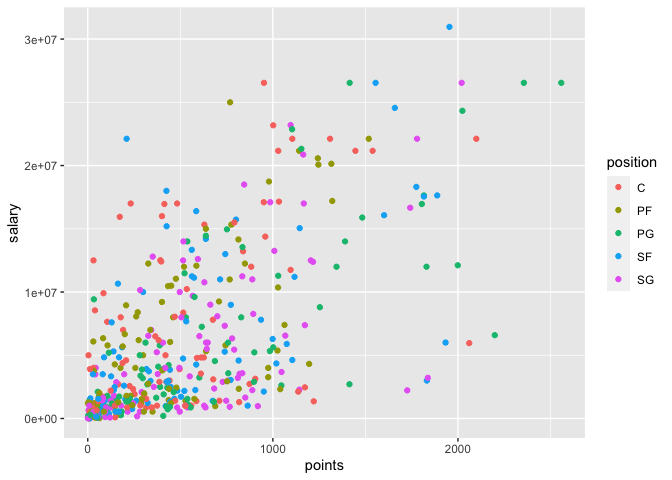 3e+07
2e+07
1e+07
0e+00
salary
0
1000
2000
points
position
C
PF
PG
SF
SG